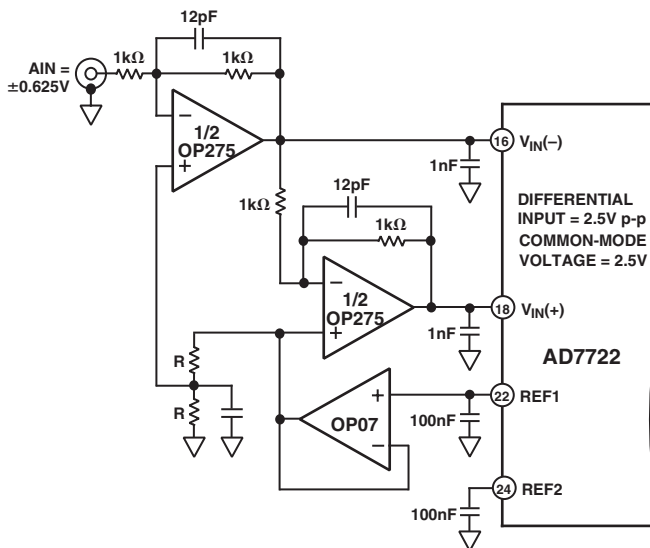 12pF
AIN =
±0.625V
1kΩ
1kΩ
–
1/2
OP275
+
16
VIN(–)
1nF
1kΩ
12pF
1kΩ
DIFFERENTIAL
INPUT = 2.5V p-p
COMMON-MODE
VOLTAGE = 2.5V
–
1/2
OP275
+
18
VIN(+)
1nF
AD7722
R
R
+
OP07
–
22
REF1
100nF
24
REF2
100nF